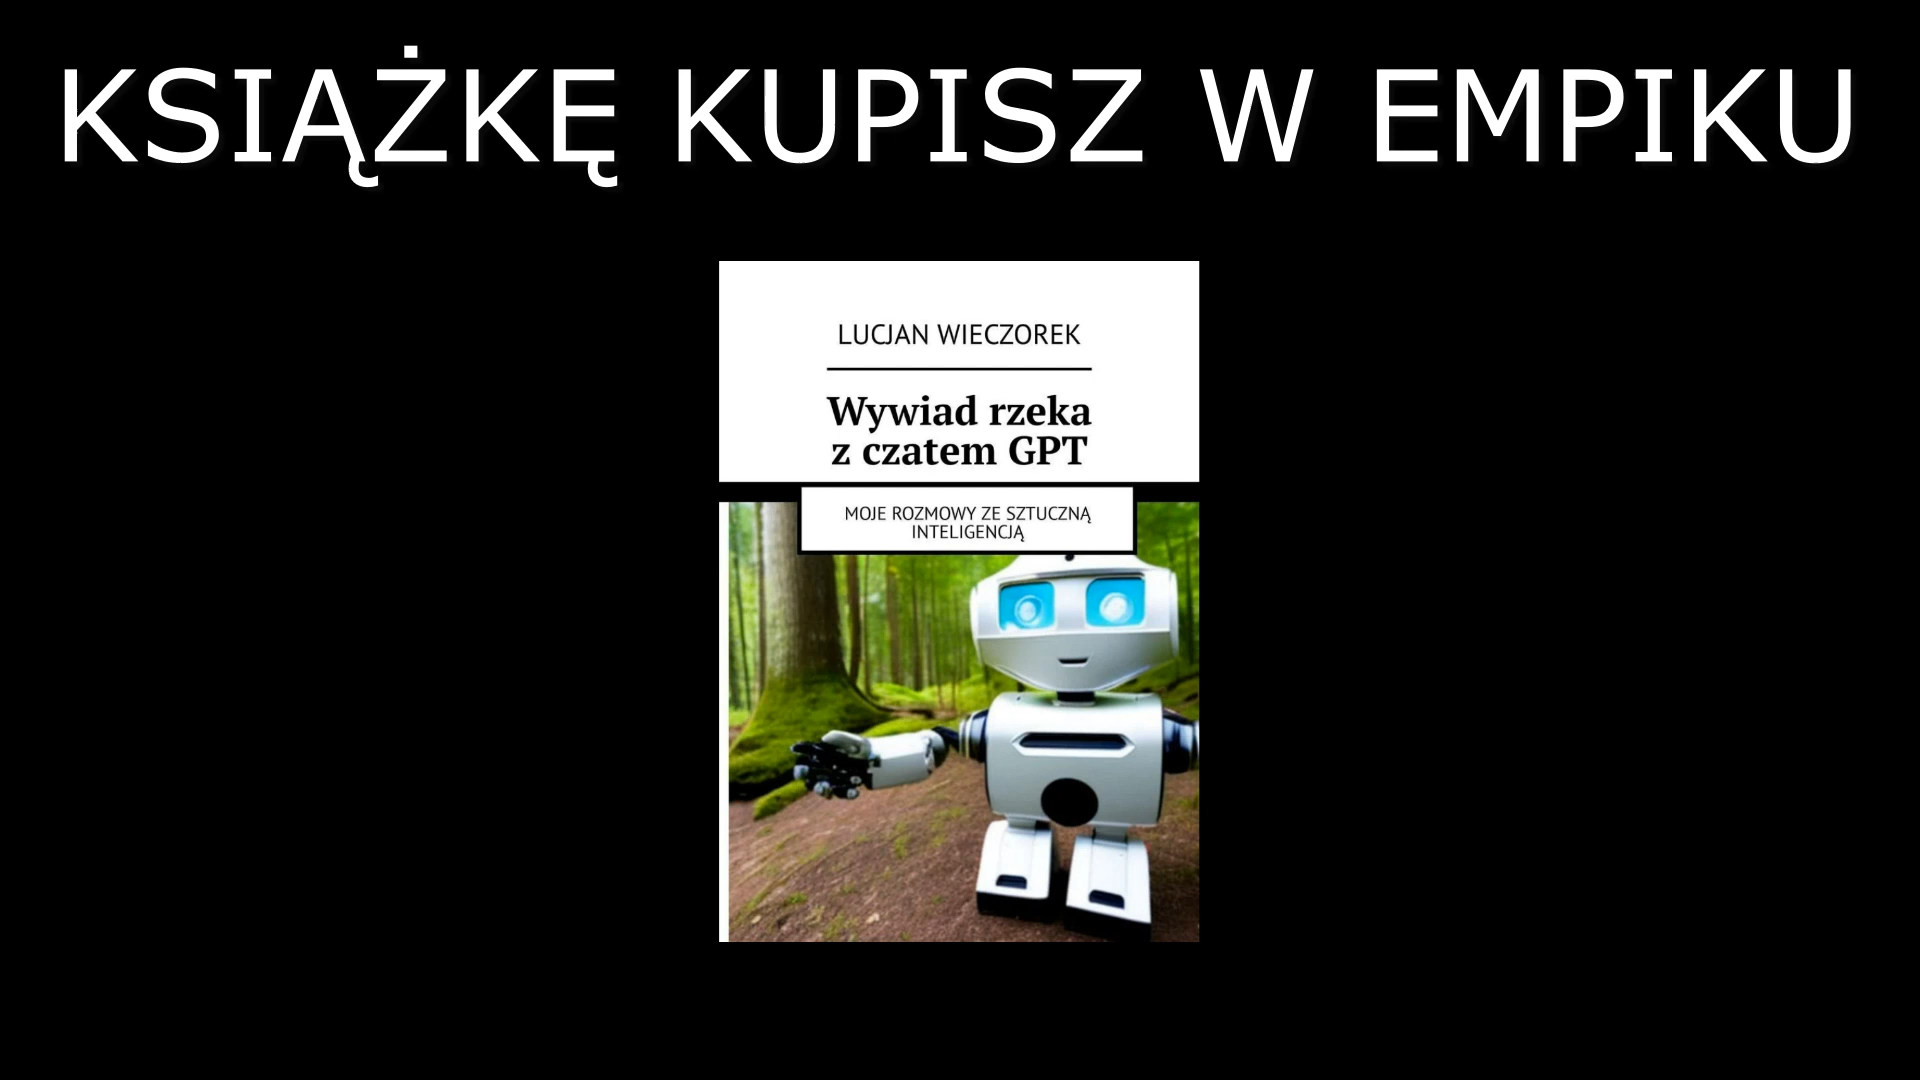 KSIĄŻKĘ KUPISZ W EMPIKU
LUCJAN WIECZOREK
Wywiad rzeka
z czatem GPT
MOJE ROZMOWY ZE SZTUCZNĄ
INTELIGENCJĄ